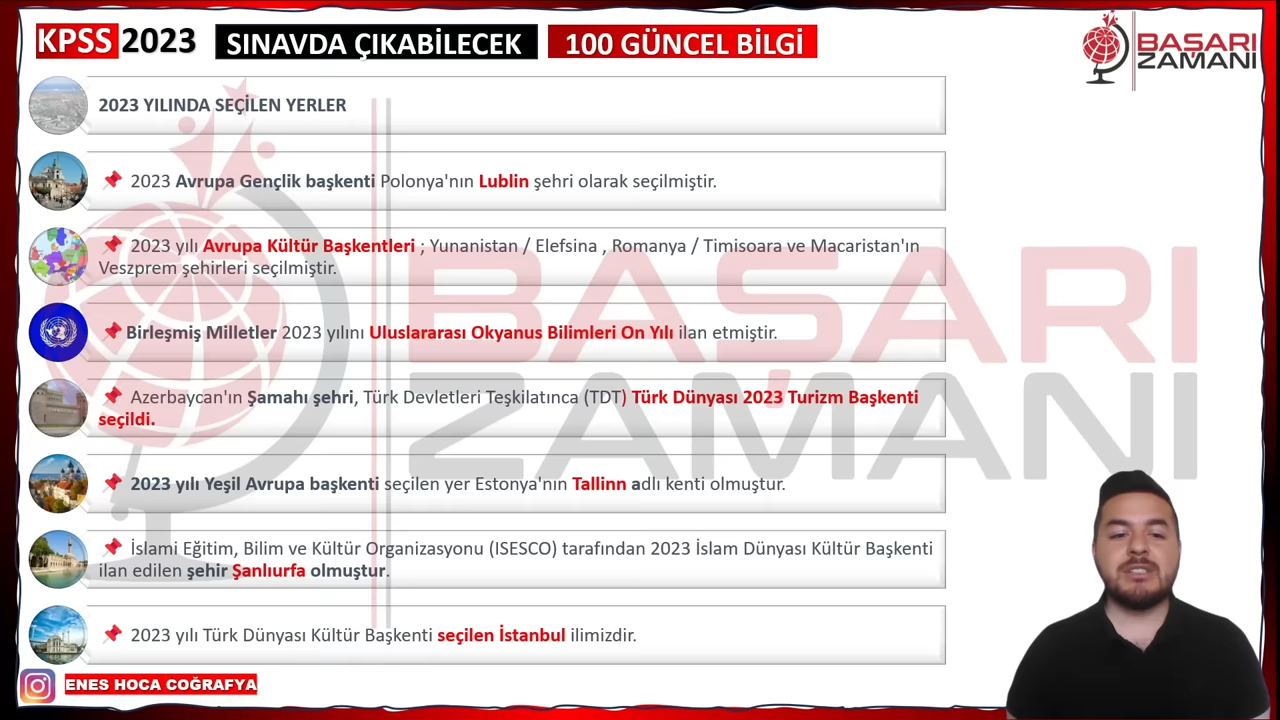 KPSS 2023 SINAVDA ÇIKABİLECEK 100 GÜNCEL BİLGİ
BAŞARI
ZAMANI
2023 YILINDA SEÇİLEN YERLER
📌 2023 Avrupa Gençlik başkenti Polonya'nın Lublin şehri olarak seçilmiştir.
📌 2023 yılı Avrupa Kültür Başkentleri ; Yunanistan / Elefsina , Romanya / Timisoara ve Macaristan'ın
Veszprem şehirleri seçilmiştir.
📌 Birleşmiş Milletler 2023 yılını Uluslararası Okyanus Bilimleri On Yılı ilan etmiştir.
📌 Azerbaycan'ın Şamahı şehri, Türk Devletleri Teşkilatınca (TDT) Türk Dünyası 2023 Turizm Başkenti
seçildi.
📌 2023 yılı Yeşil Avrupa başkenti seçilen yer Estonya'nın Tallinn adlı kenti olmuştur.
📌 İslami Eğitim, Bilim ve Kültür Organizasyonu (ISESCO) tarafından 2023 İslam Dünyası Kültür Başkenti
ilan edilen şehir Şanlıurfa olmuştur.
📌 2023 yılı Türk Dünyası Kültür Başkenti seçilen İstanbul ilimizdir.
BAŞARI
ZAMANI
ENES HOCA COĞRAFYA